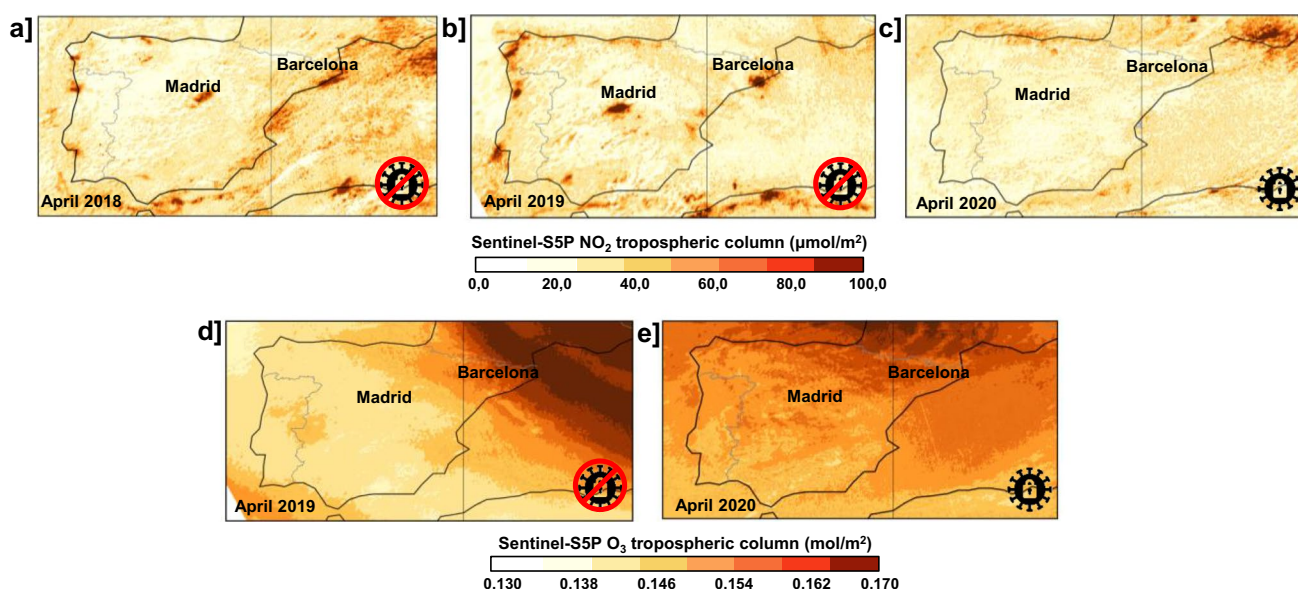 a]
Madrid
Barcelona
April 2018
b]
Madrid
Barcelona
April 2019
c]
Madrid
Barcelona
April 2020
Sentinel-S5P NO₂ tropospheric column (µmol/m²)
0,0 20,0 40,0 60,0 80,0 100,0
d]
Madrid
Barcelona
April 2019
e]
Madrid
Barcelona
April 2020
Sentinel-S5P O₃ tropospheric column (mol/m²)
0.130 0.138 0.146 0.154 0.162 0.170